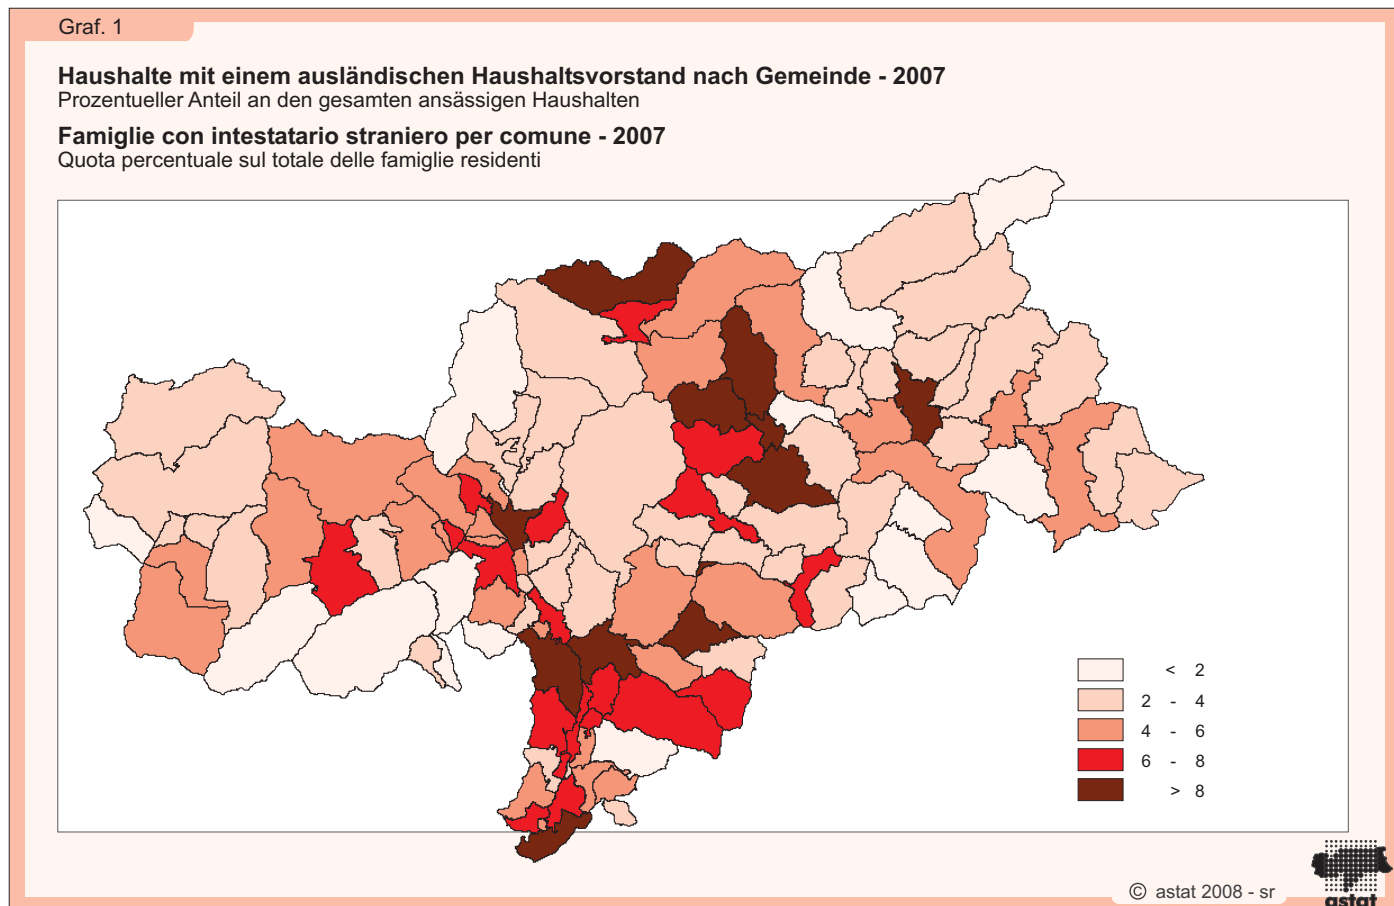 Graf. 1
Haushalte mit einem ausländischen Haushaltsvorstand nach Gemeinde - 2007
Prozentueller Anteil an den gesamten ansässigen Haushalten
Famiglie con intestatario straniero per comune - 2007
Quota percentuale sul totale delle famiglie residenti
< 2
2 - 4
4 - 6
6 - 8
> 8
© astat 2008 - sr
astat